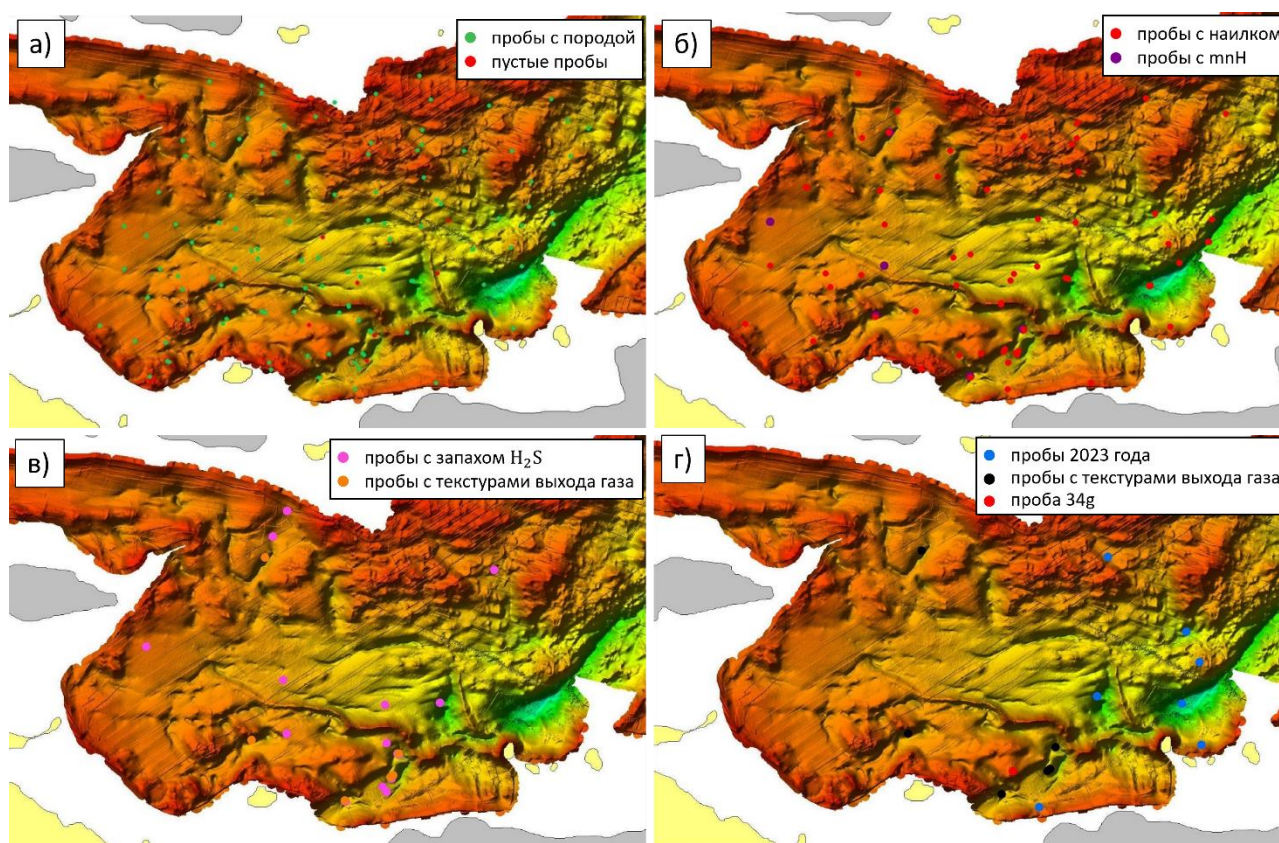 а)
пробы с породой
пустые пробы
б)
пробы с наилком
пробы с mnH
в)
пробы с запахом H₂S
пробы с текстурами выхода газа
г)
пробы 2023 года
пробы с текстурами выхода газа
проба 34g